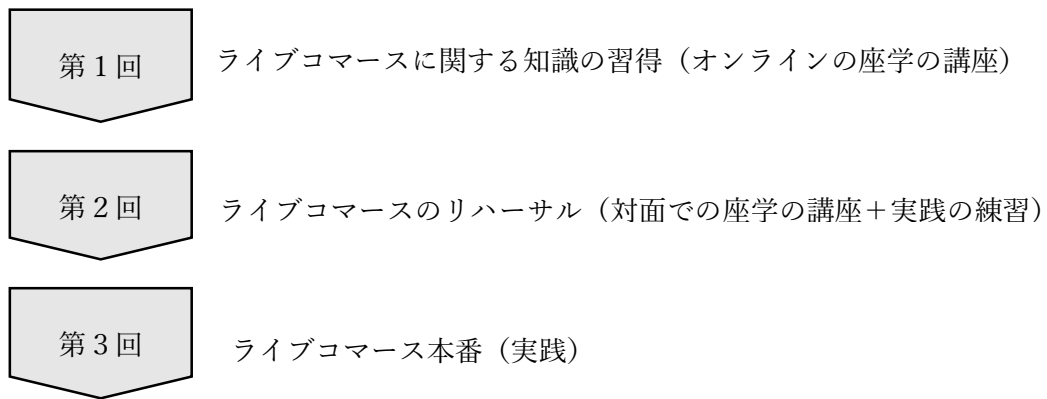 第１回
ライブコマースに関する知識の習得（オンラインの座学の講座）
第２回
ライブコマースのリハーサル（対面での座学の講座＋実践の練習）
第３回
ライブコマース本番（実践）